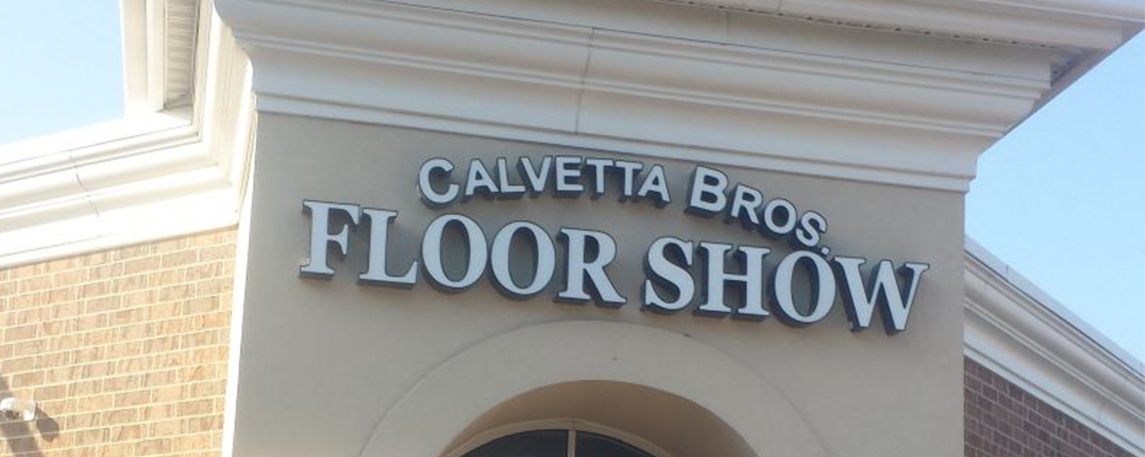 CALVETTA BROS.
FLOOR SHOW